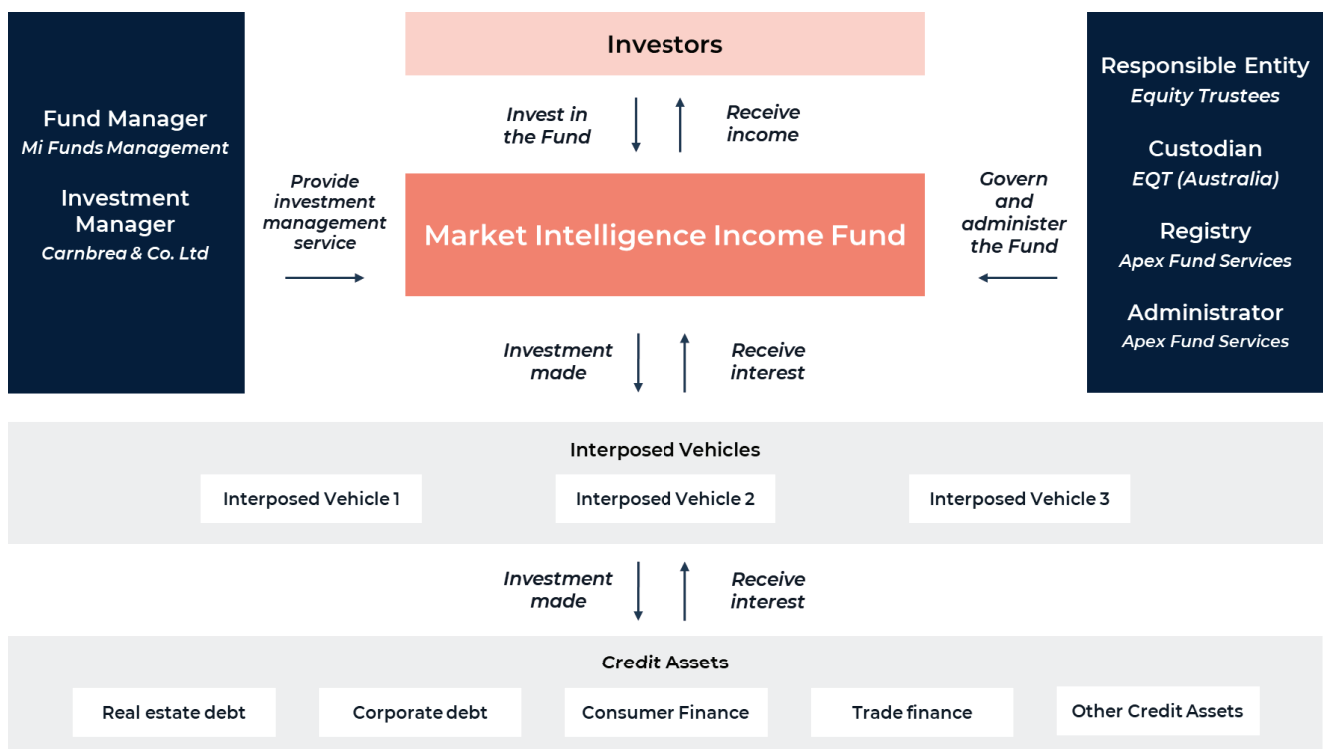 Investors
Fund Manager
Mi Funds Management
Investment
Manager
Carnbrea & Co. Ltd
Invest in
the Fund
Receive
income
Responsible Entity
Equity Trustees
Custodian
EQT (Australia)
Registry
Apex Fund Services
Administrator
Apex Fund Services
Provide
investment
management
service
Market Intelligence Income Fund
Govern
and
administer
the Fund
Investment
made
Receive
interest
Interposed Vehicles
Interposed Vehicle 1
Interposed Vehicle 2
Interposed Vehicle 3
Investment
made
Receive
interest
Credit Assets
Real estate debt
Corporate debt
Consumer Finance
Trade finance
Other Credit Assets